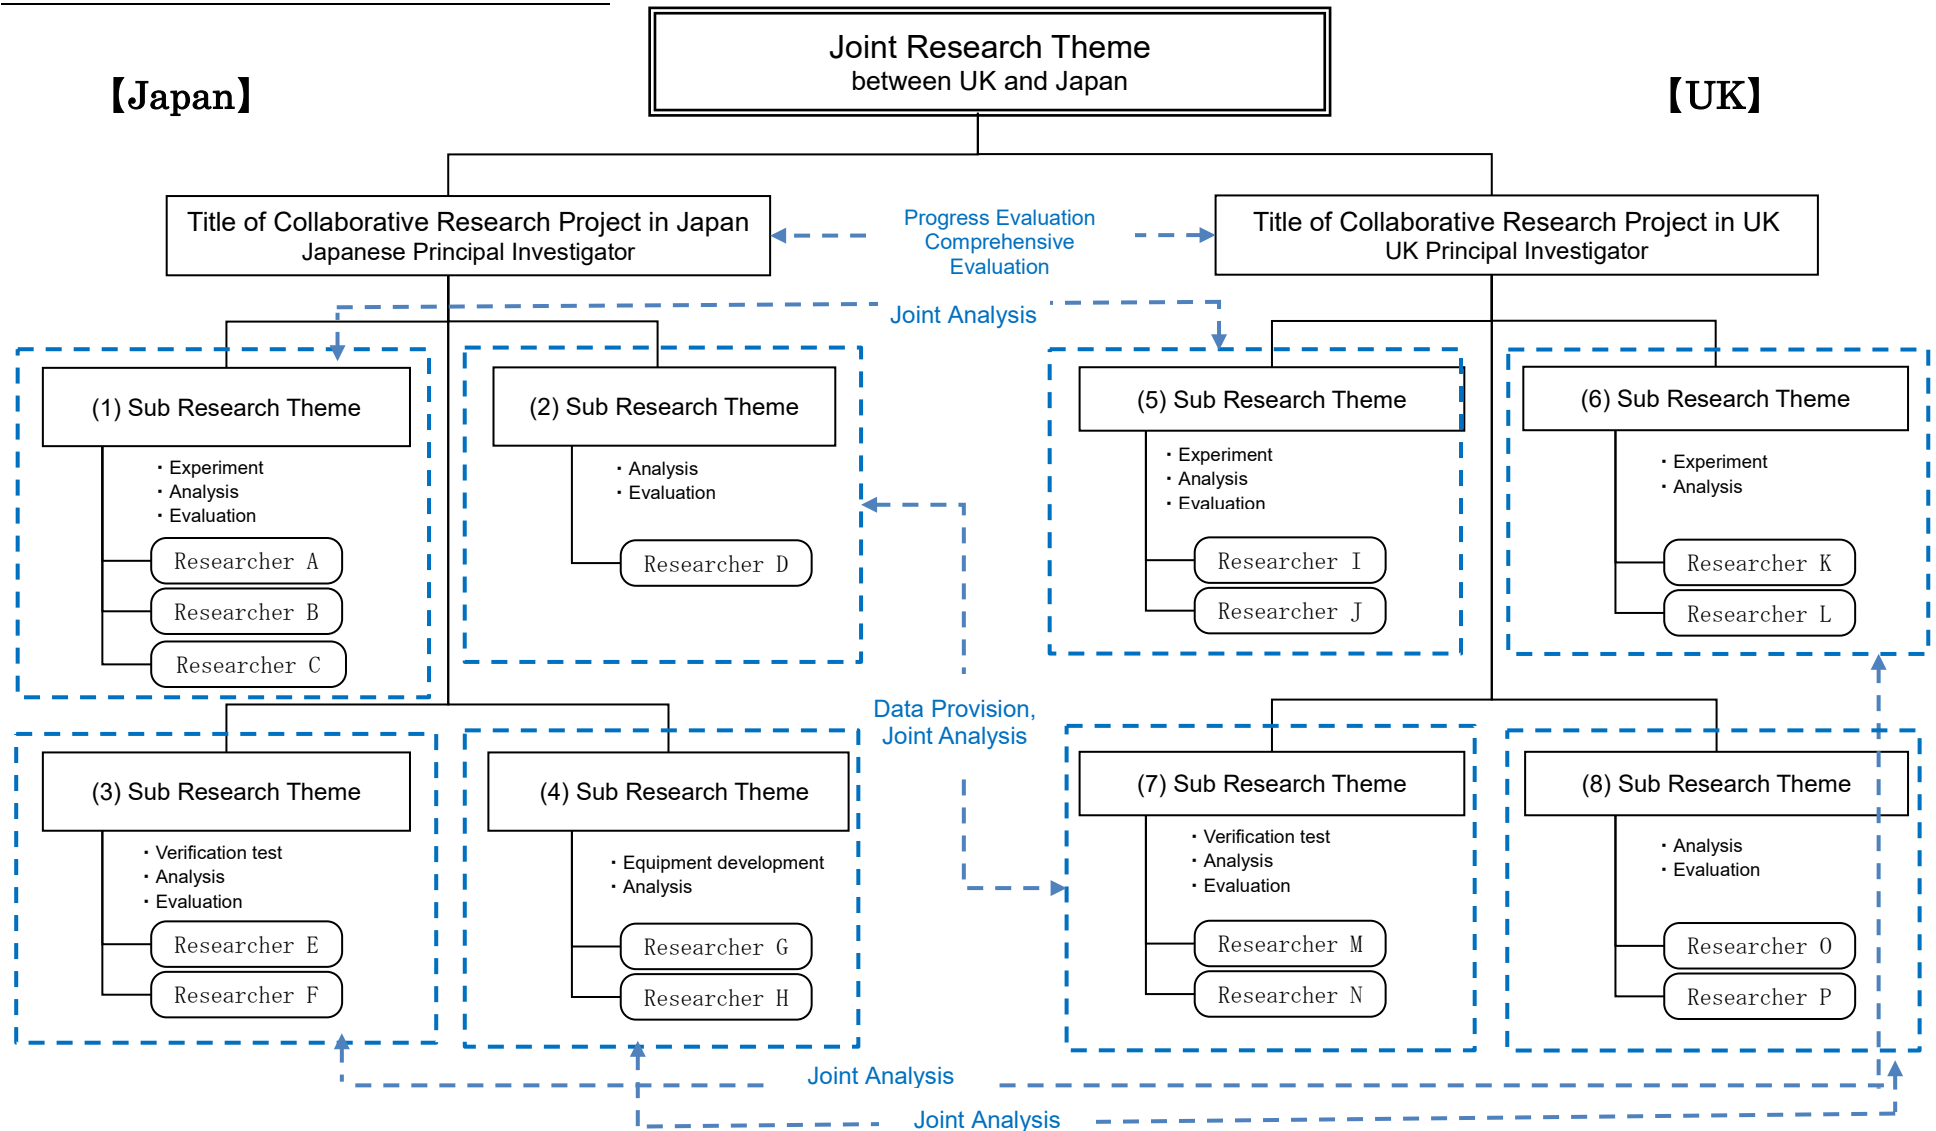 Joint Research Theme
between UK and Japan
【Japan】
【UK】
Title of Collaborative Research Project in Japan
Japanese Principal Investigator
Progress Evaluation
Comprehensive
Evaluation
Title of Collaborative Research Project in UK
UK Principal Investigator
Joint Analysis
(1) Sub Research Theme
・Experiment
・Analysis
・Evaluation
Researcher A
Researcher B
Researcher C
(2) Sub Research Theme
・Analysis
・Evaluation
Researcher D
(5) Sub Research Theme
・Experiment
・Analysis
・Evaluation
Researcher I
Researcher J
(6) Sub Research Theme
・Experiment
・Analysis
Researcher K
Researcher L
Data Provision,
Joint Analysis
(3) Sub Research Theme
・Verification test
・Analysis
・Evaluation
Researcher E
Researcher F
(4) Sub Research Theme
・Equipment development
・Analysis
Researcher G
Researcher H
(7) Sub Research Theme
・Verification test
・Analysis
・Evaluation
Researcher M
Researcher N
(8) Sub Research Theme
・Analysis
・Evaluation
Researcher O
Researcher P
Joint Analysis
Joint Analysis